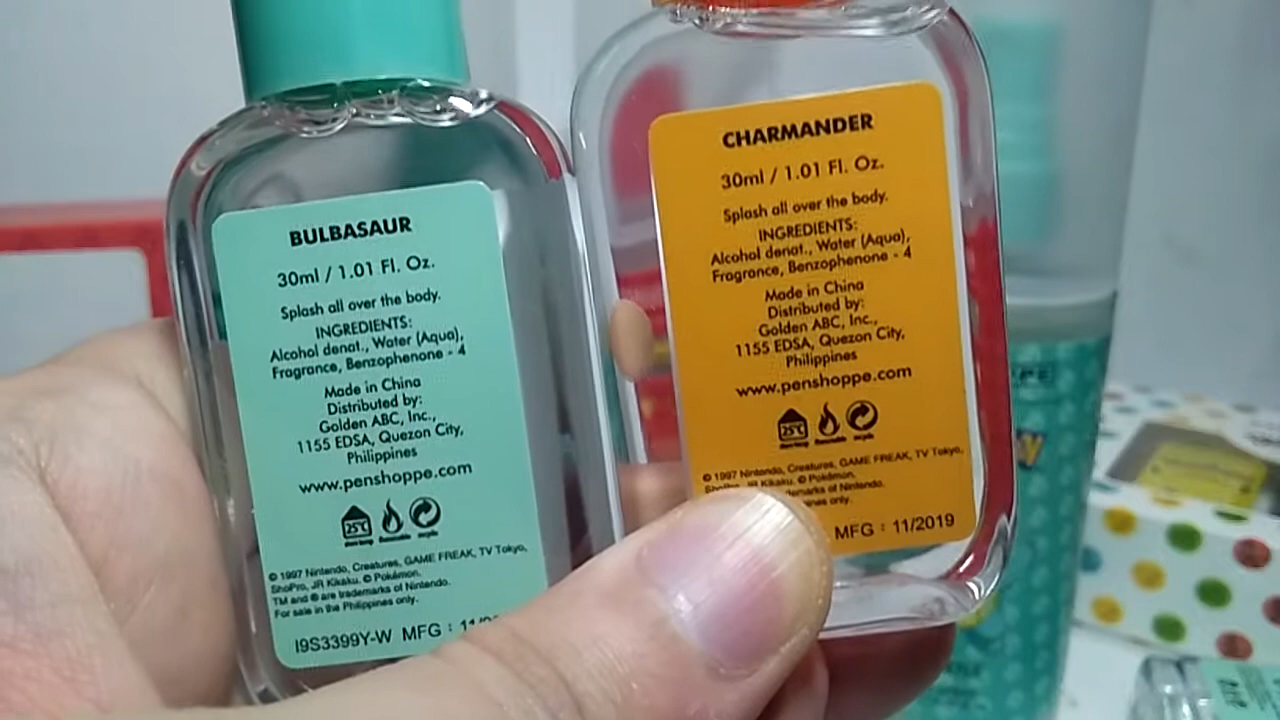 BULBASAUR
30ml / 1.01 Fl. Oz.
Splash all over the body.
INGREDIENTS:
Alcohol denat., Water (Aqua),
Fragrance, Benzophenone - 4
Made in China
Distributed by:
Golden ABC, Inc.,
1155 EDSA, Quezon City,
Philippines
www.penshoppe.com
25℃
© 1997 Nintendo, Creatures, GAME FREAK, TV Tokyo,
ShoPro, JR Kikaku. © Pokémon.
TM and ® are trademarks of Nintendo.
For sale in the Philippines only.
I9S3399Y-W MFG :
CHARMANDER
30ml / 1.01 Fl. Oz.
Splash all over the body.
INGREDIENTS:
Alcohol denat., Water (Aqua),
Fragrance, Benzophenone - 4
Made in China
Distributed by:
Golden ABC, Inc.,
1155 EDSA, Quezon City,
Philippines
www.penshoppe.com
25℃
© 1997 Nintendo, Creatures, GAME FREAK, TV Tokyo,
Kikaku. © Pokémon.
of Nintendo.
only.
MFG : 11/2019